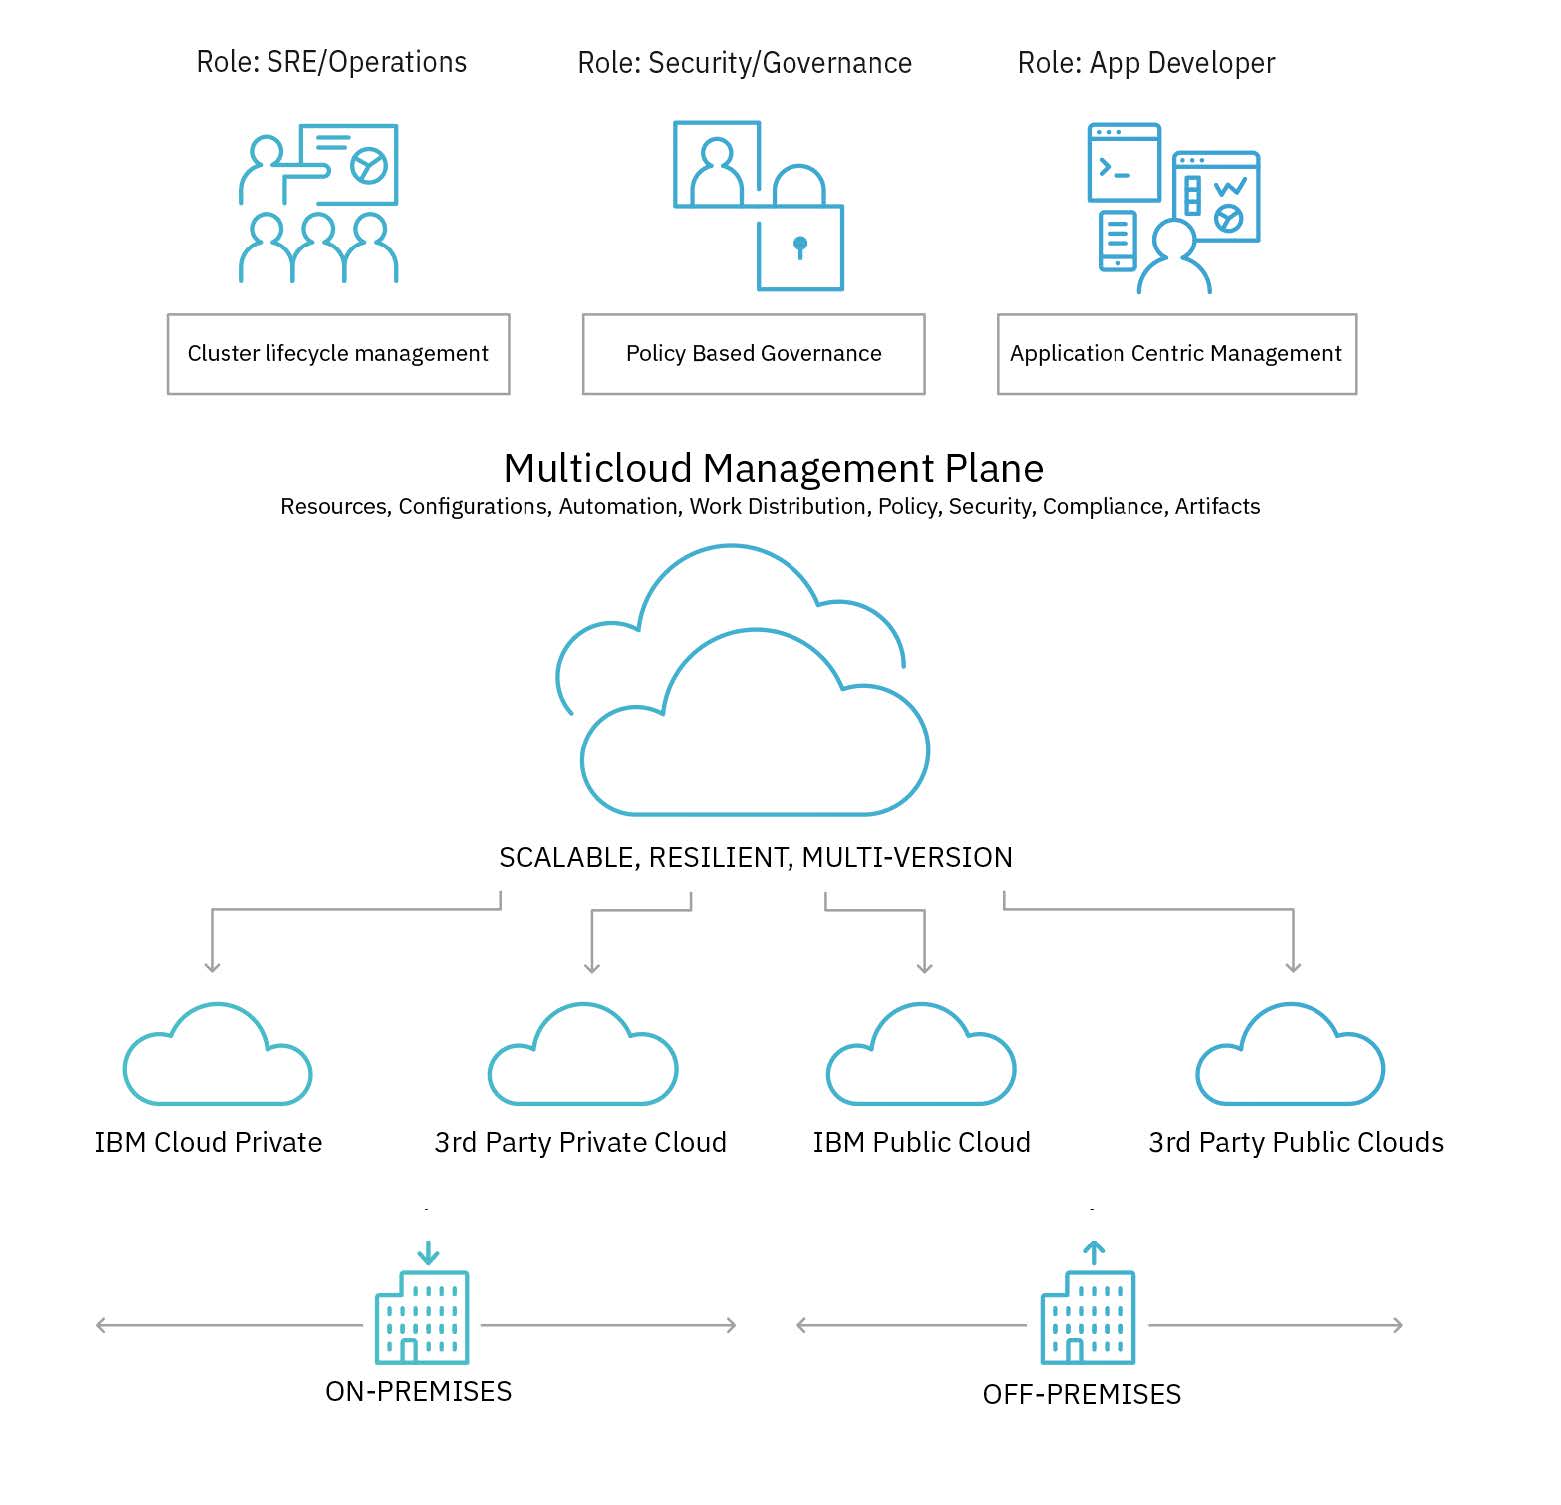 Role: SRE/Operations
Role: Security/Governance
Role: App Developer
Cluster lifecycle management
Policy Based Governance
Application Centric Management
Multicloud Management Plane
Resources, Configurations, Automation, Work Distribution, Policy, Security, Compliance, Artifacts
SCALABLE, RESILIENT, MULTI-VERSION
IBM Cloud Private
3rd Party Private Cloud
IBM Public Cloud
3rd Party Public Clouds
ON-PREMISES
OFF-PREMISES